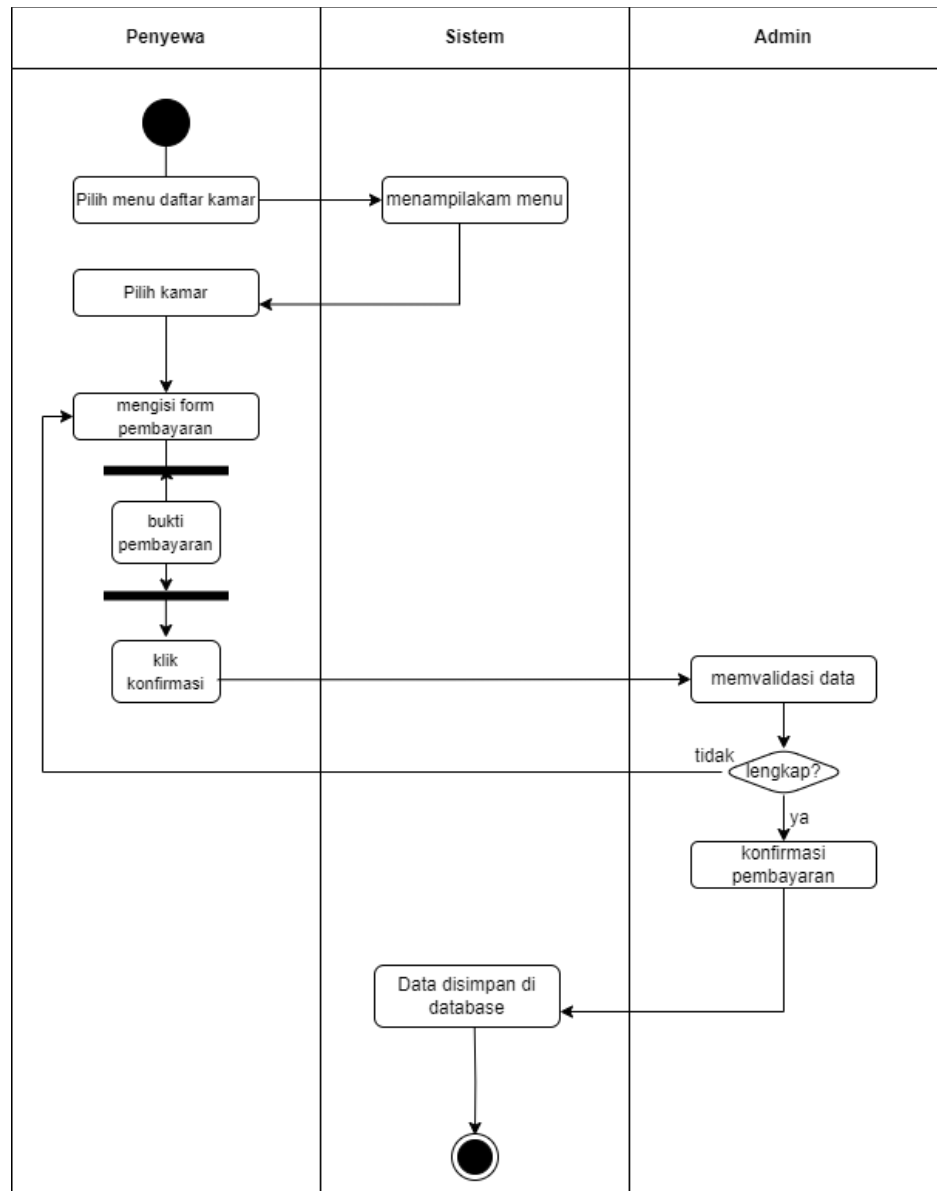 Penyewa
Sistem
Admin
Pilih menu daftar kamar
menampilakam menu
Pilih kamar
mengisi form
pembayaran
bukti
pembayaran
klik
konfirmasi
memvalidasi data
tidak
lengkap?
ya
konfirmasi
pembayaran
Data disimpan di
database